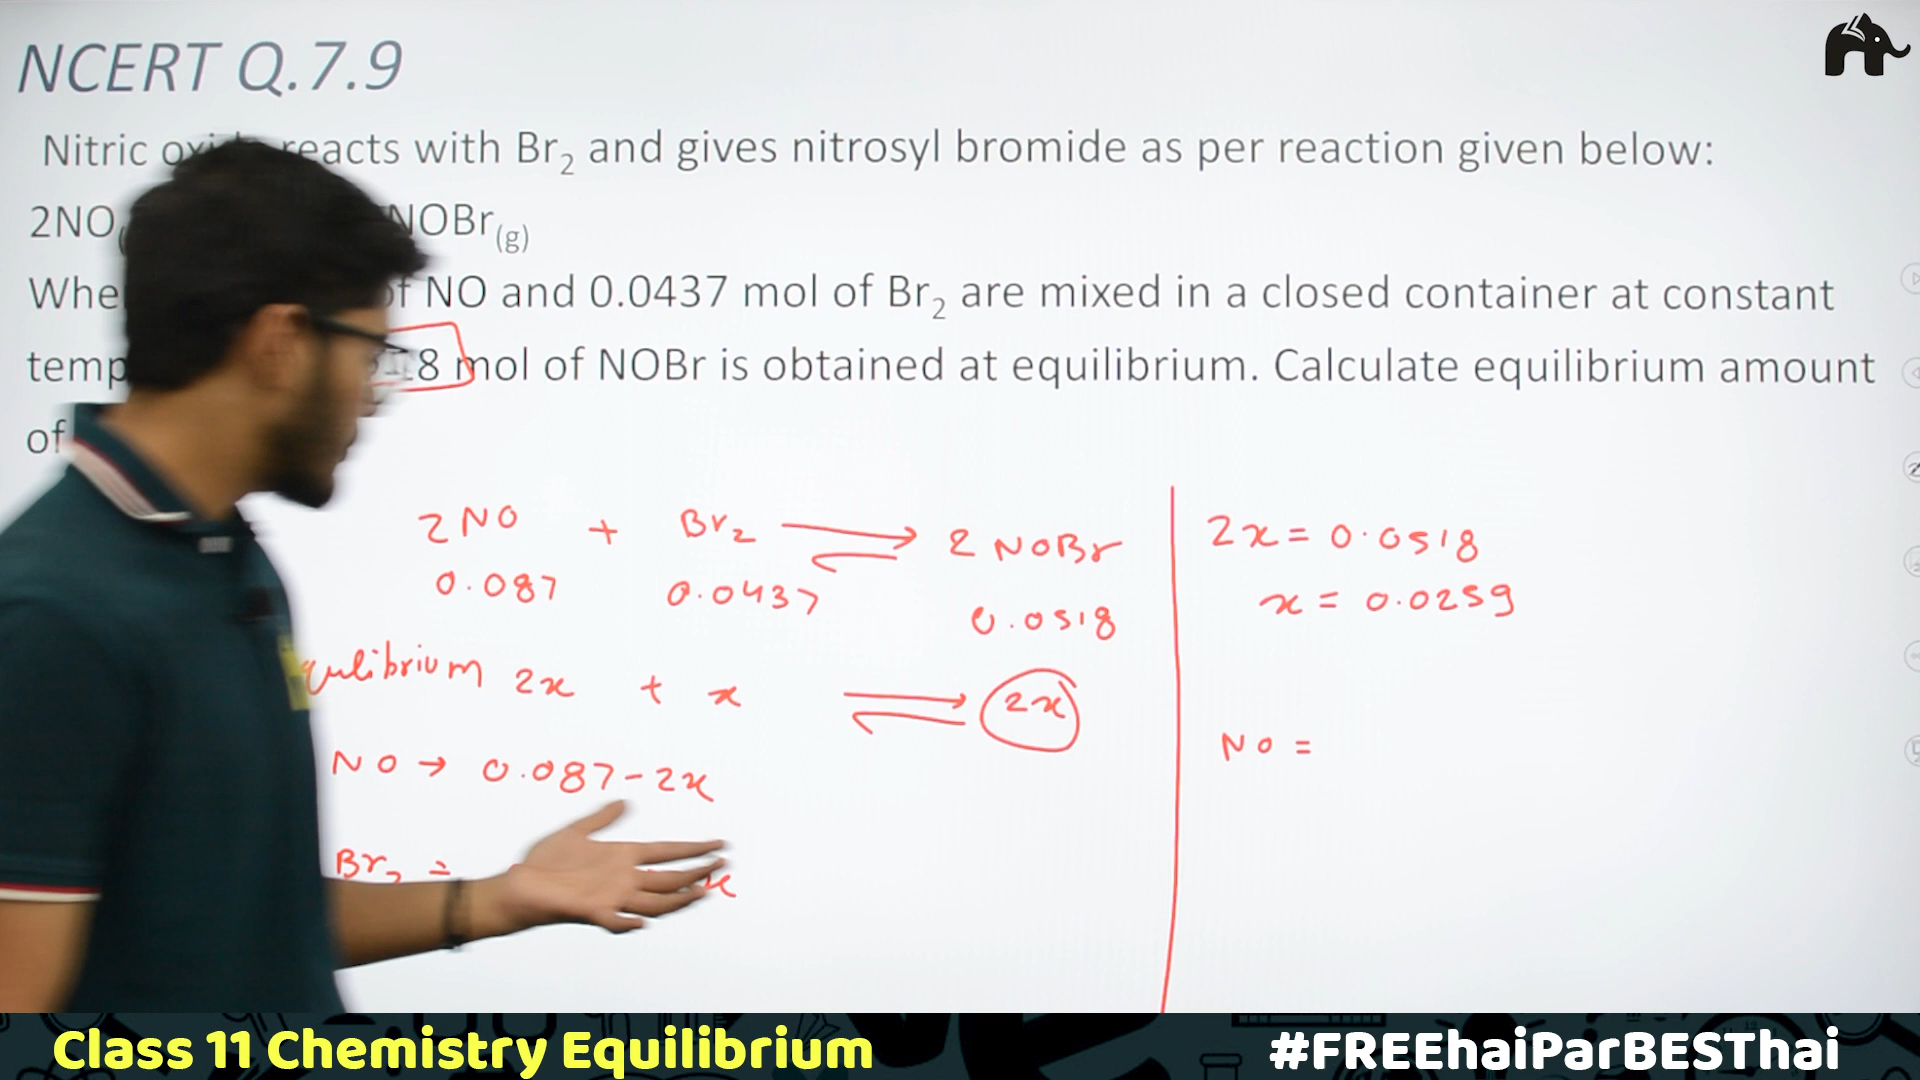 NCERT Q.7.9
Nitric reacts with Br₂ and gives nitrosyl bromide as per reaction given below:
2NO NOBr(g)
of NO and 0.0437 mol of Br₂ are mixed in a closed container at constant
8 mol of NOBr is obtained at equilibrium. Calculate equilibrium amount
of
2NO + Br₂ ⇌ 2NOBr
0.087 0.0437 0.0518
qulibrium 2x + x ⇌ 2x
NO → 0.087-2x
Br₂ = x
2x = 0.0518
x = 0.0259
NO =
Class 11 Chemistry Equilibrium
#FREEhaiParBESThai